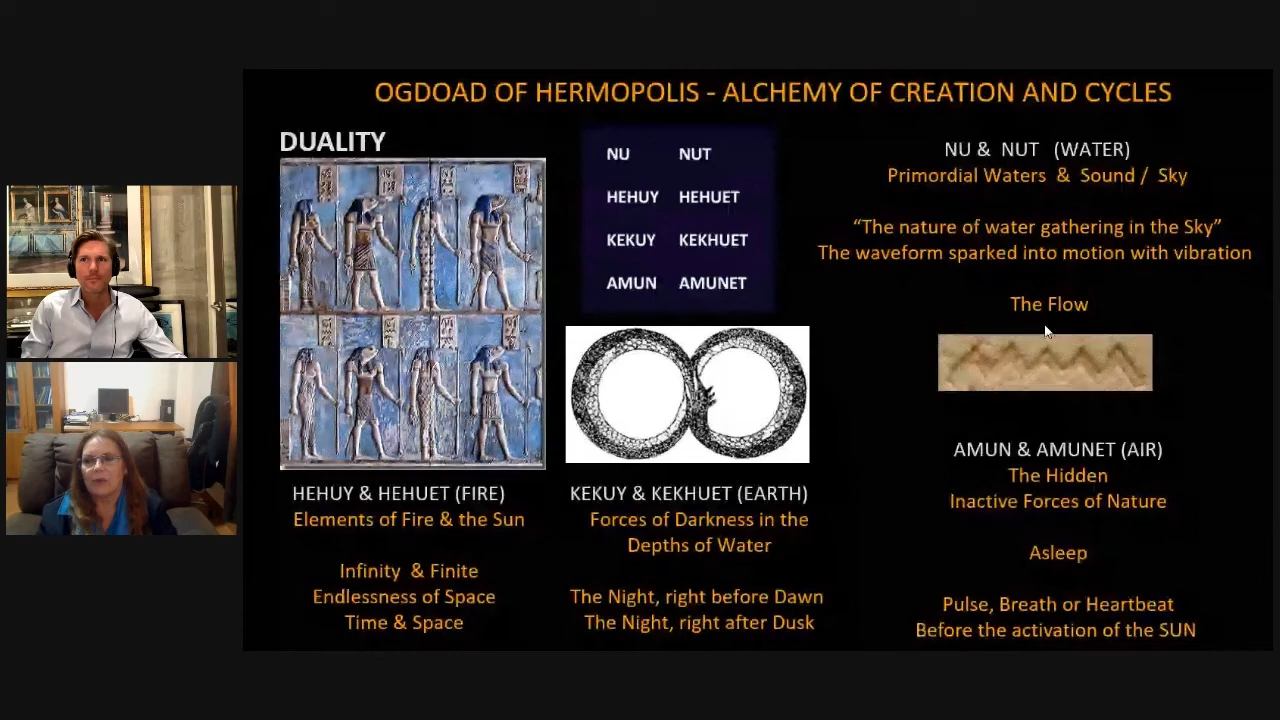 OGDOAD OF HERMOPOLIS - ALCHEMY OF CREATION AND CYCLES
DUALITY
NU NUT
HEHUY HEHUET
KEKUY KEKHUET
AMUN AMUNET
NU & NUT (WATER)
Primordial Waters & Sound / Sky
“The nature of water gathering in the Sky”
The waveform sparked into motion with vibration
The Flow
HEHUY & HEHUET (FIRE)
Elements of Fire & the Sun
Infinity & Finite
Endlessness of Space
Time & Space
KEKUY & KEKHUET (EARTH)
Forces of Darkness in the
Depths of Water
The Night, right before Dawn
The Night, right after Dusk
AMUN & AMUNET (AIR)
The Hidden
Inactive Forces of Nature
Asleep
Pulse, Breath or Heartbeat
Before the activation of the SUN